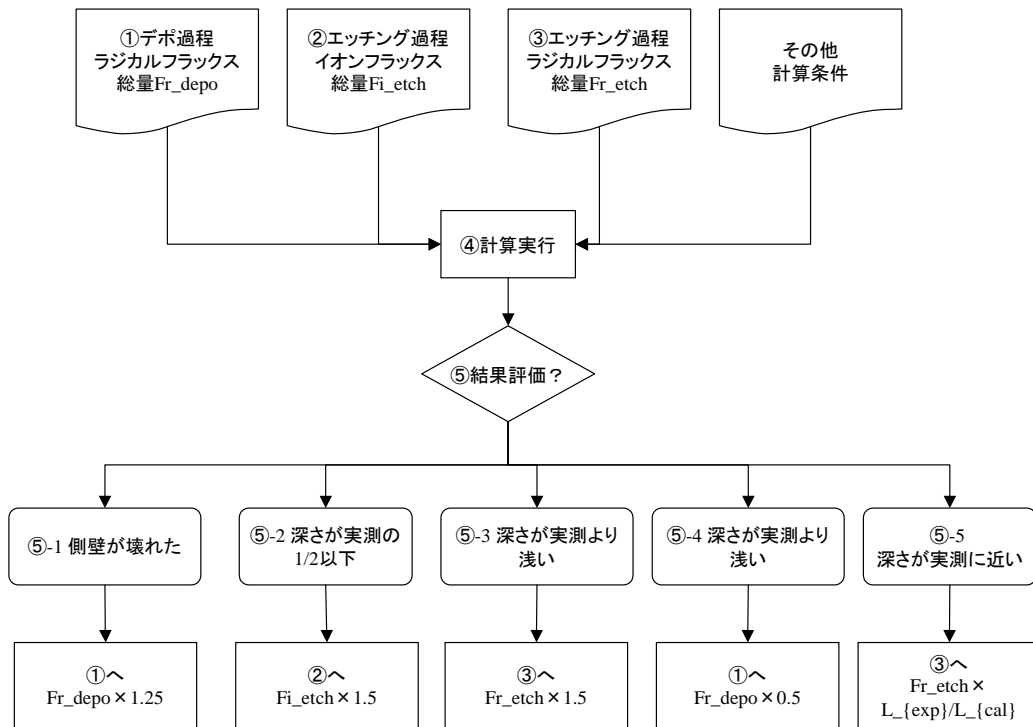 ①デポ過程
ラジカルフラックス
総量Fr_depo
②エッチング過程
イオンフラックス
総量Fi_etch
③エッチング過程
ラジカルフラックス
総量Fr_etch
その他
計算条件
④計算実行
⑤結果評価？
⑤-1 側壁が壊れた
⑤-2 深さが実測の
1/2以下
⑤-3 深さが実測より
浅い
⑤-4 深さが実測より
浅い
⑤-5
深さが実測に近い
①へ
Fr_depo×1.25
②へ
Fi_etch×1.5
③へ
Fr_etch×1.5
①へ
Fr_depo×0.5
③へ
Fr_etch×
L_{exp}/L_{cal}